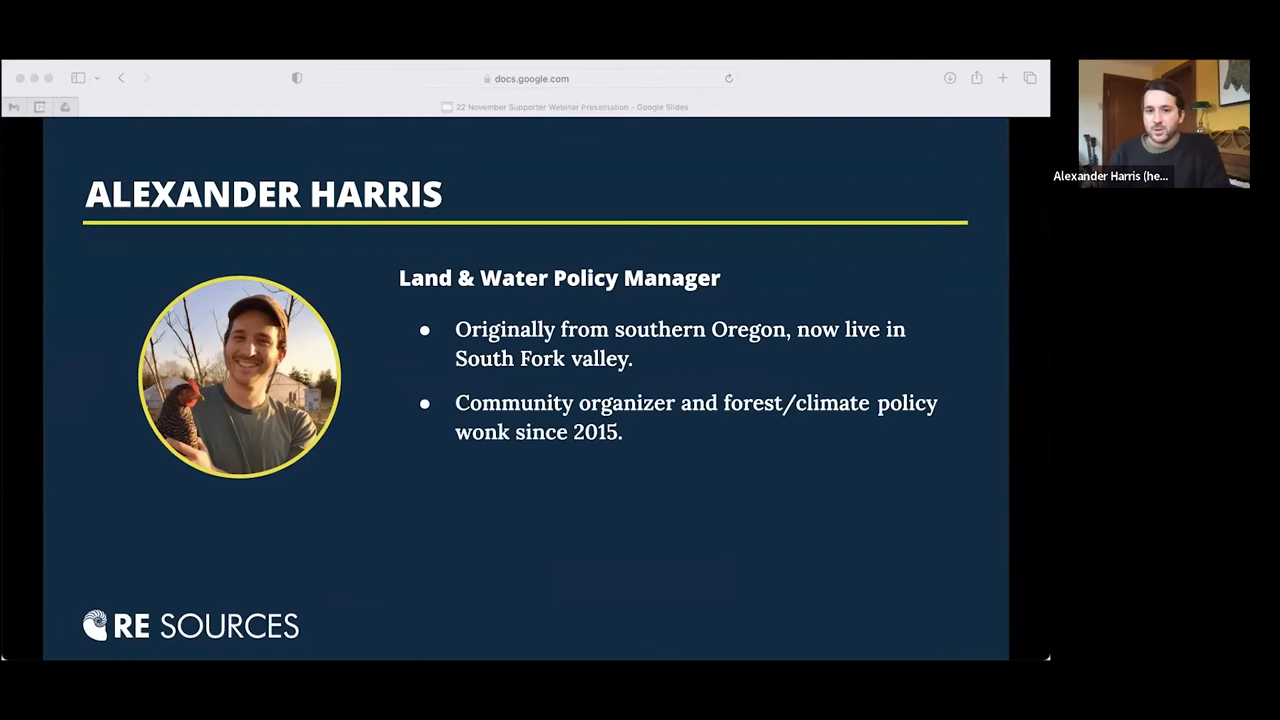 docs.google.com
22 November Supporter Webinar Presentation - Google Slides
ALEXANDER HARRIS
Alexander Harris (he...
Land & Water Policy Manager
● Originally from southern Oregon, now live in
South Fork valley.
● Community organizer and forest/climate policy
wonk since 2015.
RE SOURCES